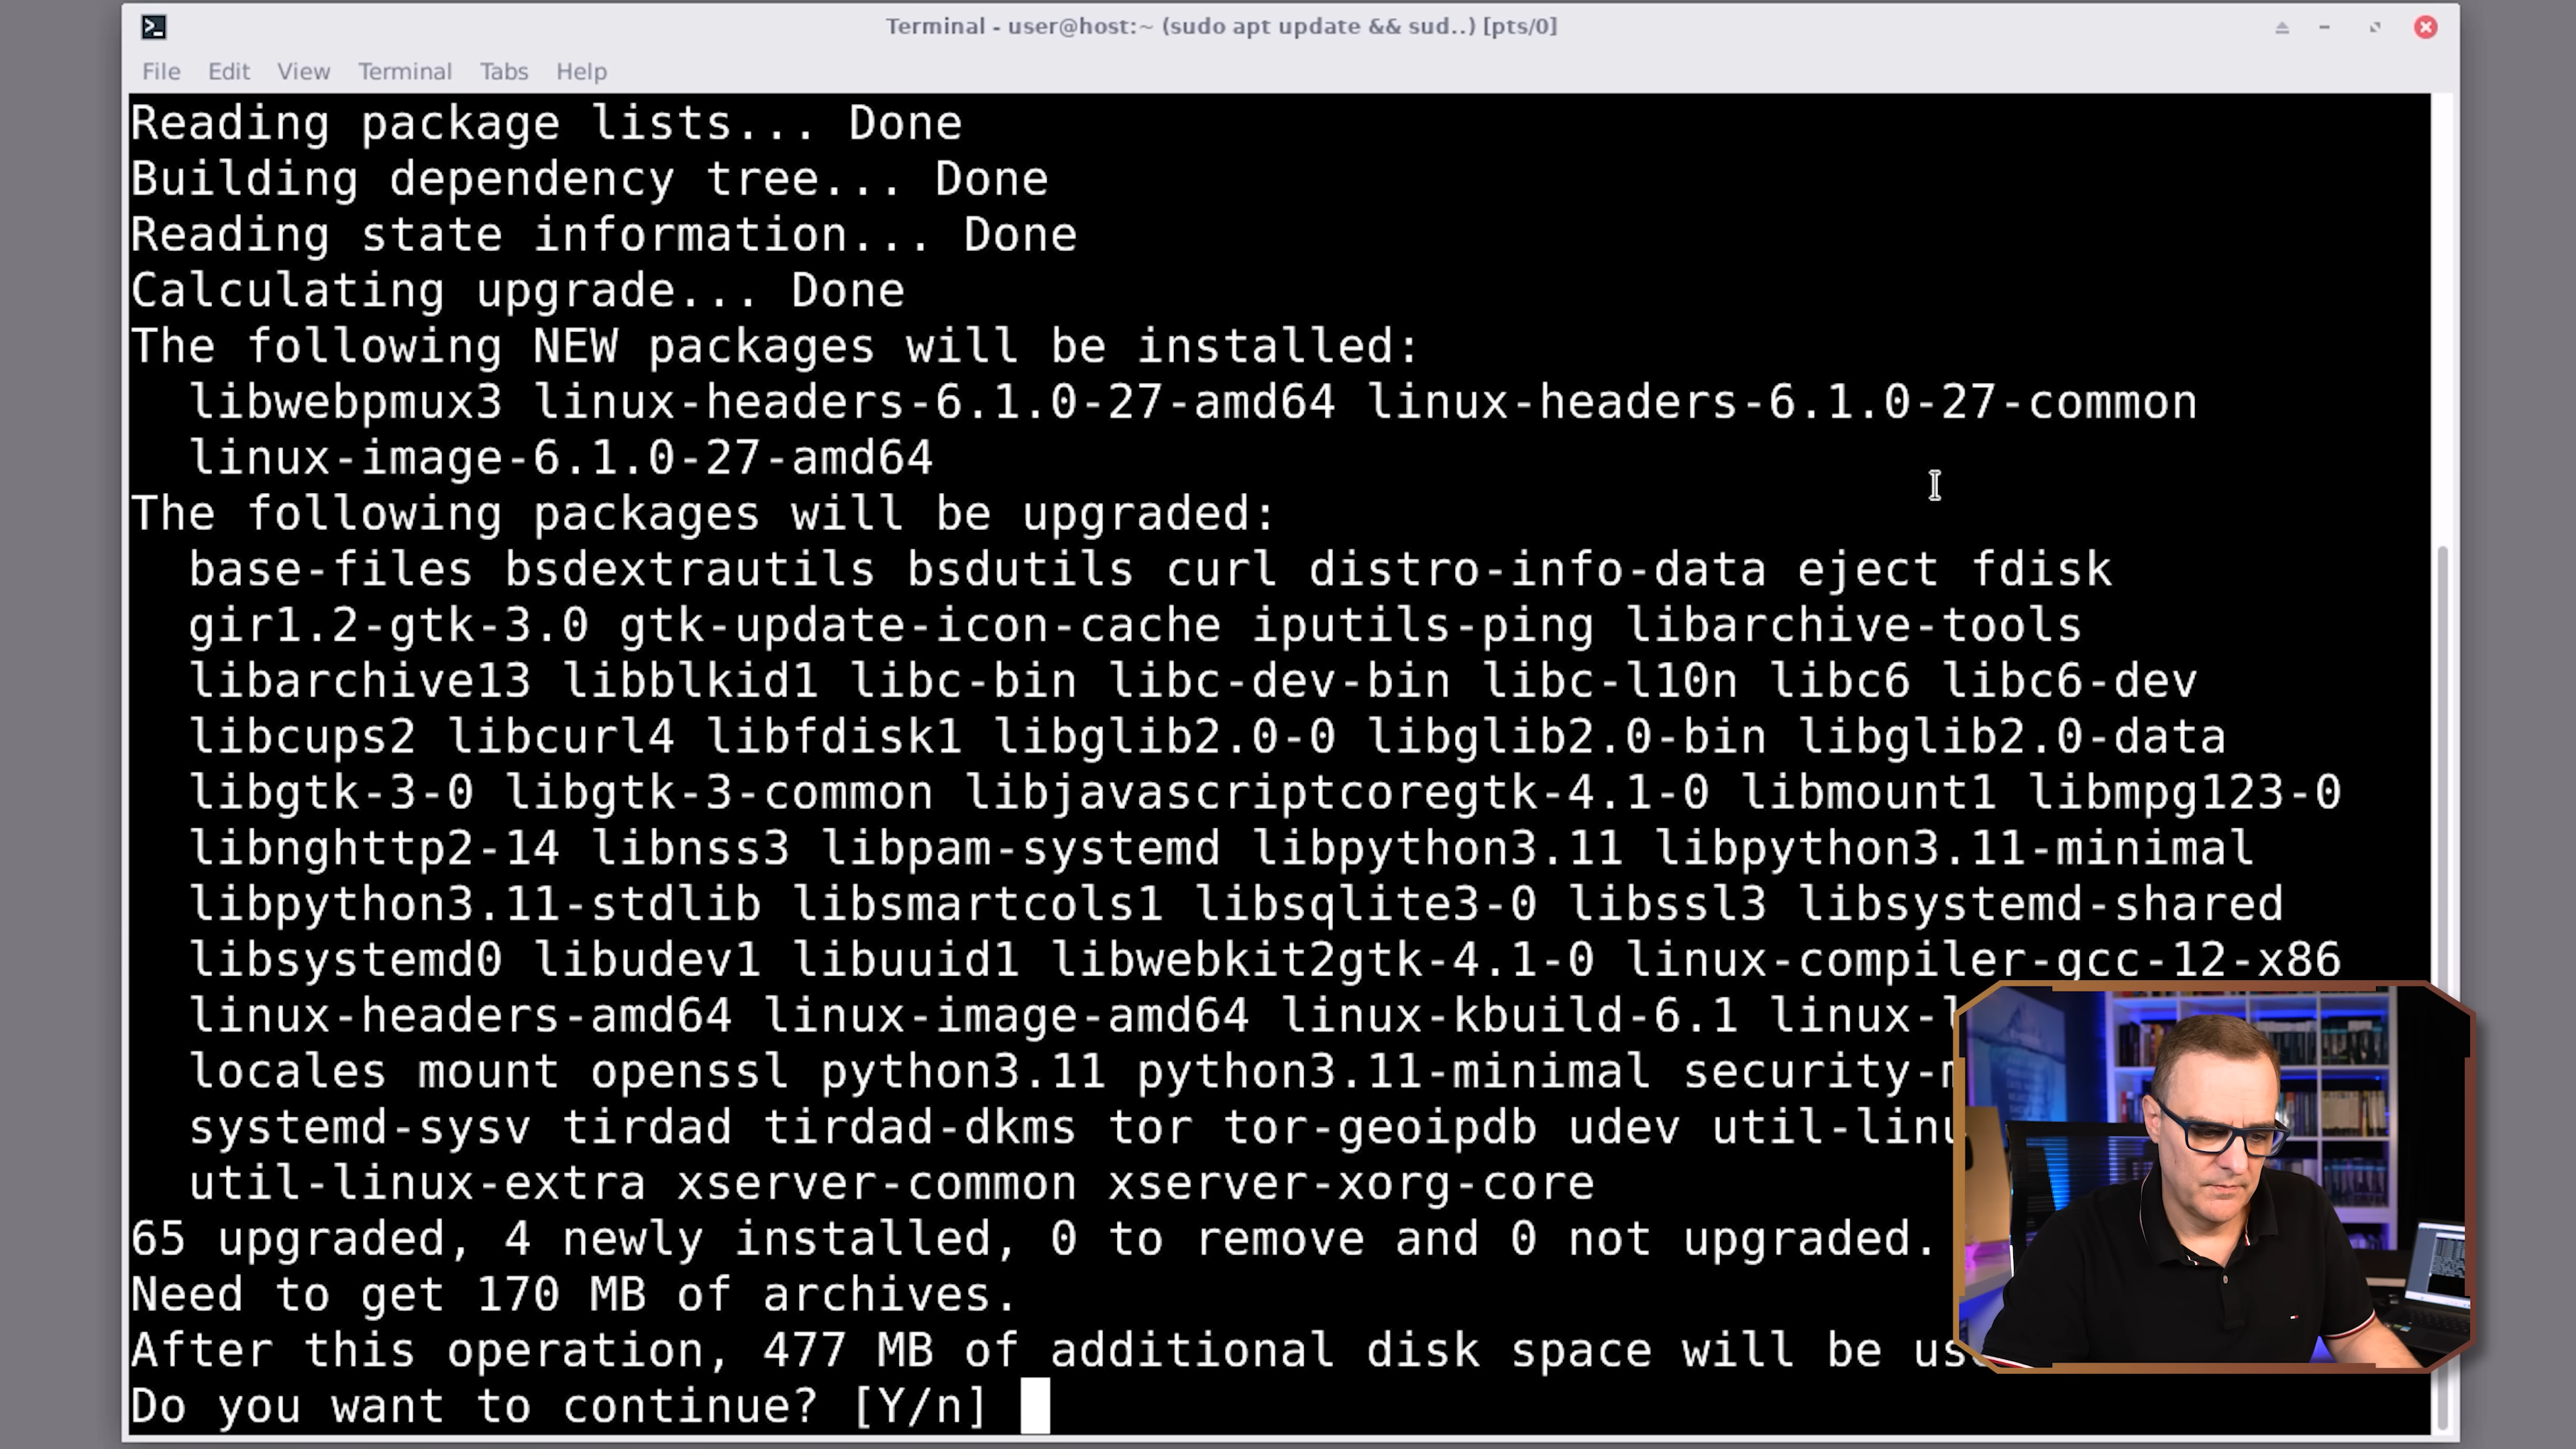 Terminal - user@host:~ (sudo apt update && sud..) [pts/0]
File Edit View Terminal Tabs Help
Reading package lists... Done
Building dependency tree... Done
Reading state information... Done
Calculating upgrade... Done
The following NEW packages will be installed:
libwebpmux3 linux-headers-6.1.0-27-amd64 linux-headers-6.1.0-27-common
linux-image-6.1.0-27-amd64
The following packages will be upgraded:
base-files bsdextrautils bsdutils curl distro-info-data eject fdisk
gir1.2-gtk-3.0 gtk-update-icon-cache iputils-ping libarchive-tools
libarchive13 libblkid1 libc-bin libc-dev-bin libc-l10n libc6 libc6-dev
libcups2 libcurl4 libfdisk1 libglib2.0-0 libglib2.0-bin libglib2.0-data
libgtk-3-0 libgtk-3-common libjavascriptcoregtk-4.1-0 libmount1 libmpg123-0
libnghttp2-14 libnss3 libpam-systemd libpython3.11 libpython3.11-minimal
libpython3.11-stdlib libsmartcols1 libsqlite3-0 libssl3 libsystemd-shared
libsystemd0 libudev1 libuuid1 libwebkit2gtk-4.1-0 linux-compiler-gcc-12-x86
linux-headers-amd64 linux-image-amd64 linux-kbuild-6.1
locales mount openssl python3.11 python3.11-minimal
systemd-sysv tirdad tirdad-dkms tor tor-geoipdb udev
util-linux-extra xserver-common xserver-xorg-core
65 upgraded, 4 newly installed, 0 to remove and 0 not upgraded.
Need to get 170 MB of archives.
After this operation, 477 MB of additional disk space will be
Do you want to continue? [Y/n]